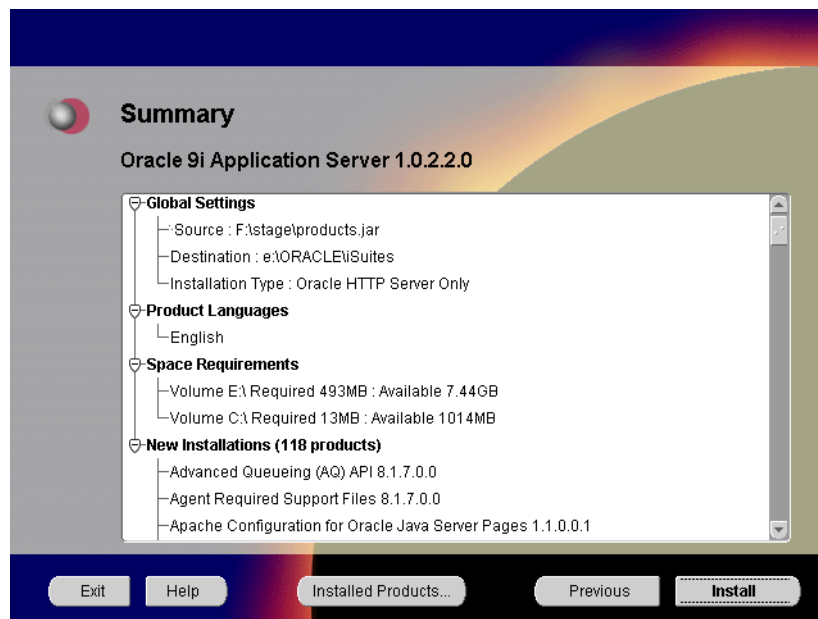 Summary
Oracle 9i Application Server 1.0.2.2.0
Global Settings
Source : F:\stage\products.jar
Destination : e:\ORACLE\iSuites
Installation Type : Oracle HTTP Server Only
Product Languages
English
Space Requirements
Volume E:\ Required 493MB : Available 7.44GB
Volume C:\ Required 13MB : Available 1014MB
New Installations (118 products)
Advanced Queueing (AQ) API 8.1.7.0.0
Agent Required Support Files 8.1.7.0.0
Apache Configuration for Oracle Java Server Pages 1.1.0.0.1
Exit Help Installed Products... Previous Install